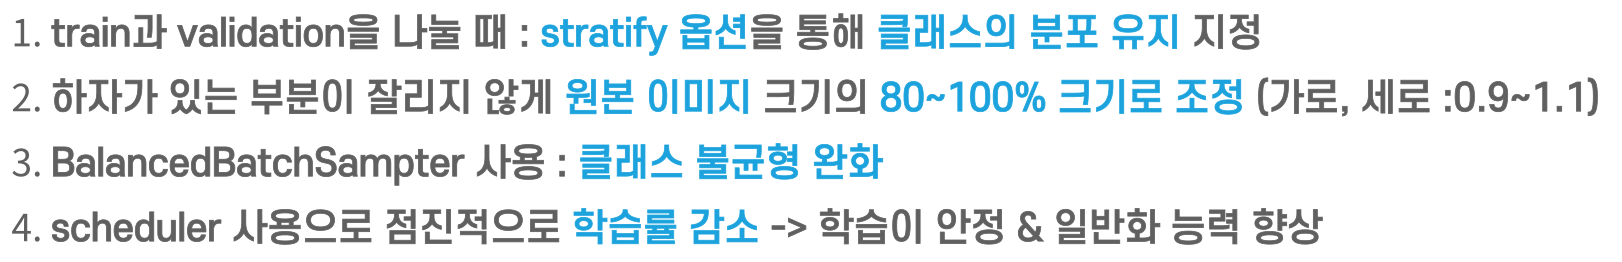 1. train과 validation을 나눌 때 : stratify 옵션을 통해 클래스의 분포 유지 지정
2. 하자가 있는 부분이 잘리지 않게 원본 이미지 크기의 80~100% 크기로 조정 (가로, 세로 :0.9~1.1)
3. BalancedBatchSampter 사용 : 클래스 불균형 완화
4. scheduler 사용으로 점진적으로 학습률 감소 -> 학습이 안정 & 일반화 능력 향상